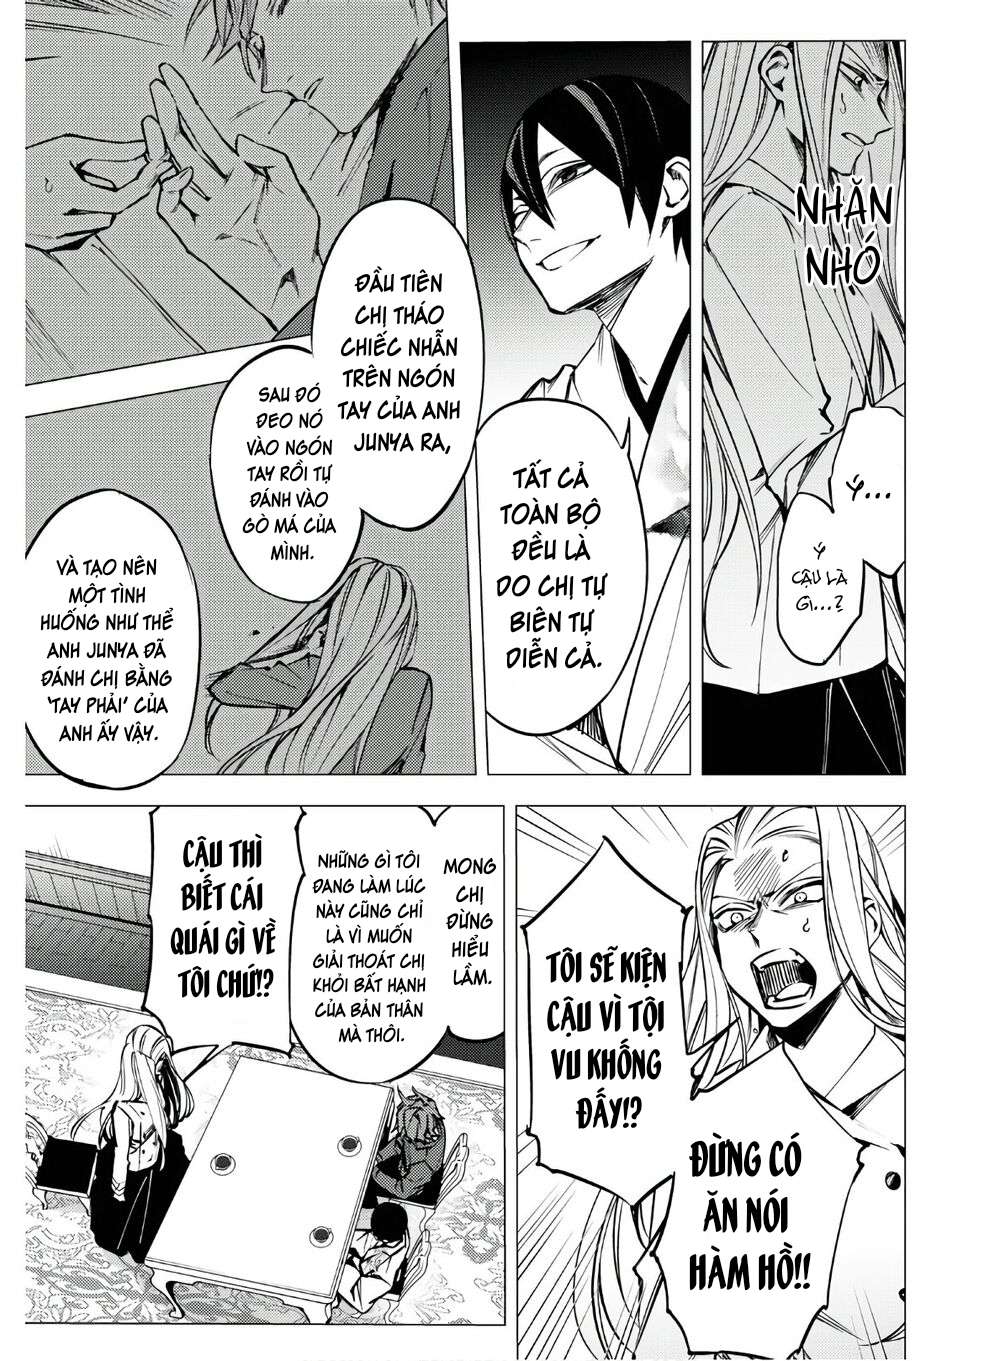 NHĂN
NHÓ
Ý...
Ý
CẬU LÀ
GÌ...?
TẤT CẢ
TOÀN BỘ
ĐỀU LÀ
DO CHỊ TỰ
BIÊN TỰ
DIỄN CẢ.
ĐẦU TIÊN
CHỊ THÁO
CHIẾC NHẪN
TRÊN NGÓN
TAY CỦA ANH
JUNYA RA,
SAU ĐÓ
ĐEO NÓ
VÀO NGÓN
TAY RỒI TỰ
ĐÁNH VÀO
GÒ MÁ CỦA
MÌNH.
VÀ TẠO NÊN
MỘT TÌNH
HUỐNG NHƯ THỂ
ANH JUNYA ĐÃ
ĐÁNH CHỊ BẰNG
'TAY PHẢI' CỦA
ANH ẤY VẬY.
ĐỪNG CÓ
ĂN NÓI
HÀM HỒ!!
TÔI SẼ KIỆN
CẬU VÌ TỘI
VU KHỐNG
ĐẤY!?
MONG
CHỊ
ĐỪNG
HIỂU
LẦM.
NHỮNG GÌ TÔI
ĐANG LÀM LÚC
NÀY CŨNG CHỈ
LÀ VÌ MUỐN
GIẢI THOÁT CHỊ
KHỎI BẤT HẠNH
CỦA BẢN THÂN
MÀ THÔI.
CẬU THÌ
BIẾT CÁI
QUÁI GÌ VỀ
TÔI CHỨ!?